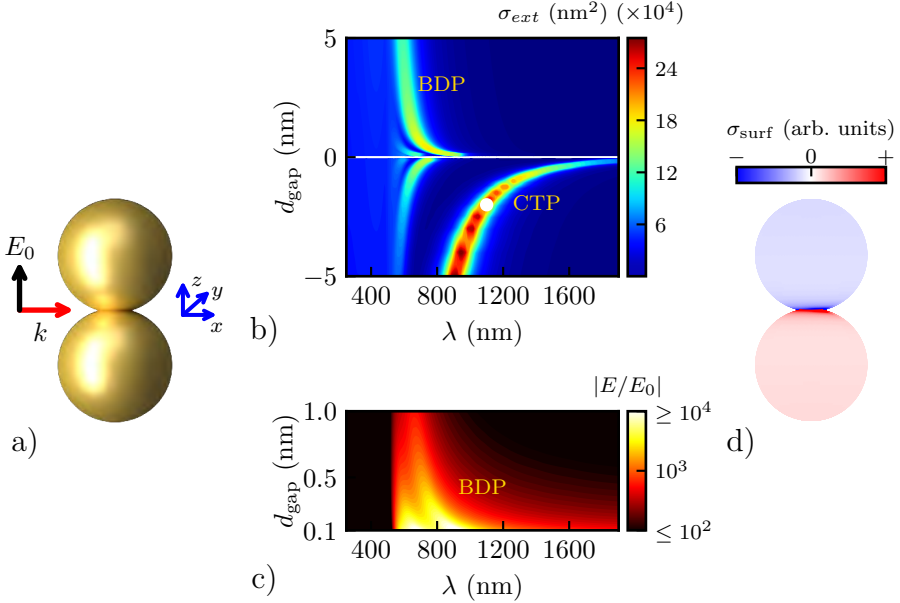 E₀
k
z
y
x
a)
σ_ext (nm²) (×10⁴)
5
0
−5
d_gap (nm)
BDP
CTP
400 800 1200 1600
λ (nm)
24
18
12
6
b)
σ_surf (arb. units)
− 0 +
d)
|E/E₀|
1.0
0.5
0.1
d_gap (nm)
BDP
400 800 1200 1600
λ (nm)
≥ 10⁴
10³
≤ 10²
c)